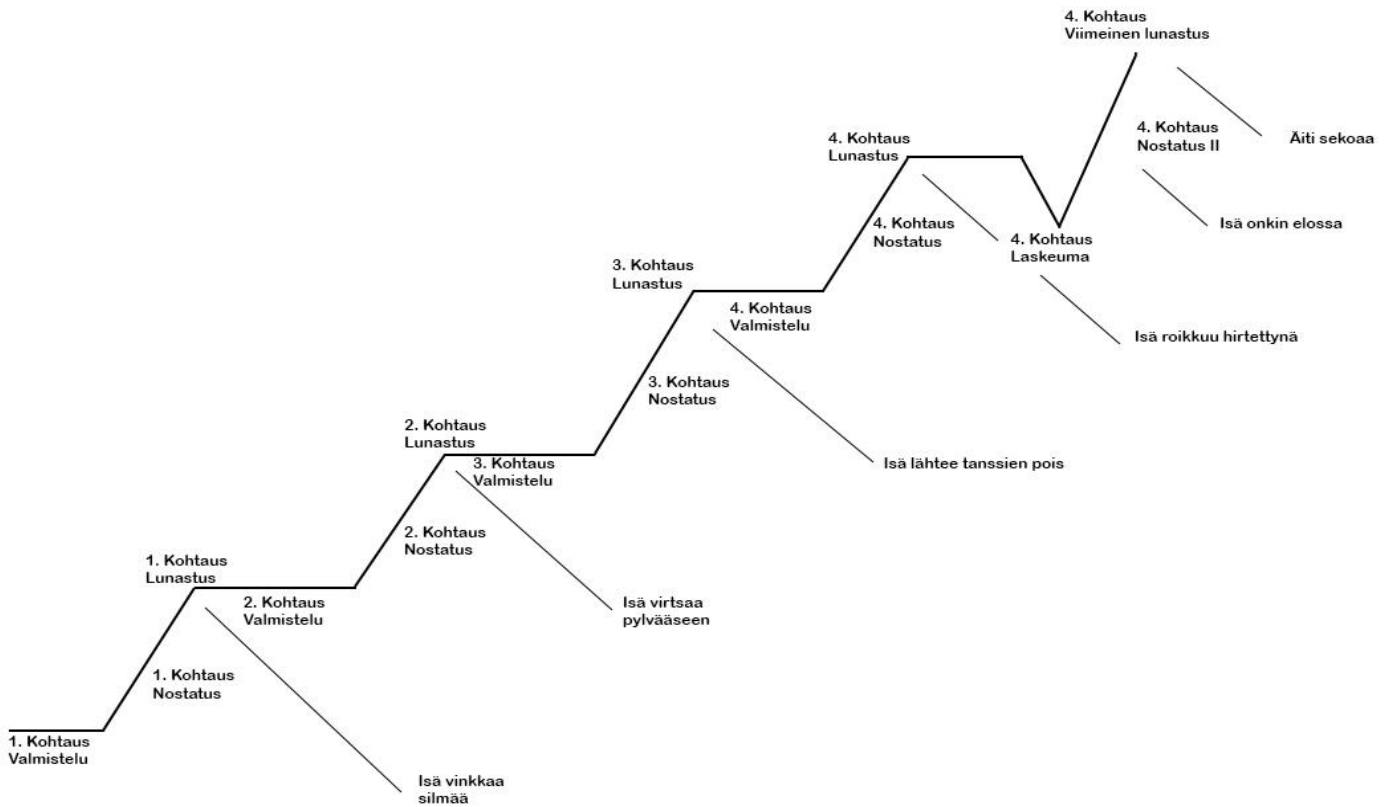 4. Kohtaus
Viimeinen lunastus
4. Kohtaus
Nostatus II
Äiti sekoaa
4. Kohtaus
Lunastus
Isä onkin elossa
4. Kohtaus
Nostatus
4. Kohtaus
Laskeuma
3. Kohtaus
Lunastus
4. Kohtaus
Valmistelu
Isä roikkuu hirtettynä
3. Kohtaus
Nostatus
2. Kohtaus
Lunastus
3. Kohtaus
Valmistelu
Isä lähtee tanssien pois
2. Kohtaus
Nostatus
1. Kohtaus
Lunastus
2. Kohtaus
Valmistelu
Isä virtsaa
pylvääseen
1. Kohtaus
Nostatus
1. Kohtaus
Valmistelu
Isä vinkkaa
silmää